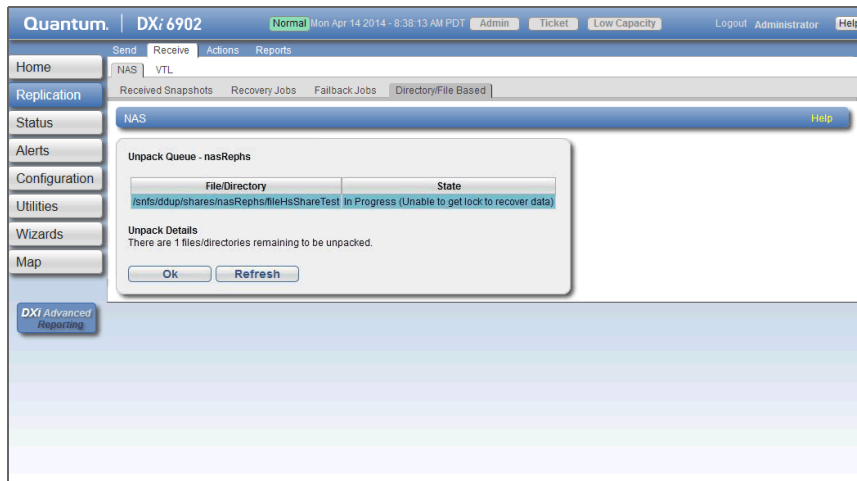 Quantum. DXi 6902 Normal Mon Apr 14 2014 - 8:38:13 AM PDT Admin Ticket Low Capacity Logout Administrator Help
Send Receive Actions Reports
Home
NAS VTL
Replication
Received Snapshots Recovery Jobs Failback Jobs Directory/File Based
Status
NAS Help
Alerts
Unpack Queue - nasRephs
Configuration
File/Directory State
Utilities
/snfs/ddup/shares/nasRephs/fileHsShareTest In Progress (Unable to get lock to recover data)
Wizards
Unpack Details
There are 1 files/directories remaining to be unpacked.
Map
Ok Refresh
DXi Advanced
Reporting